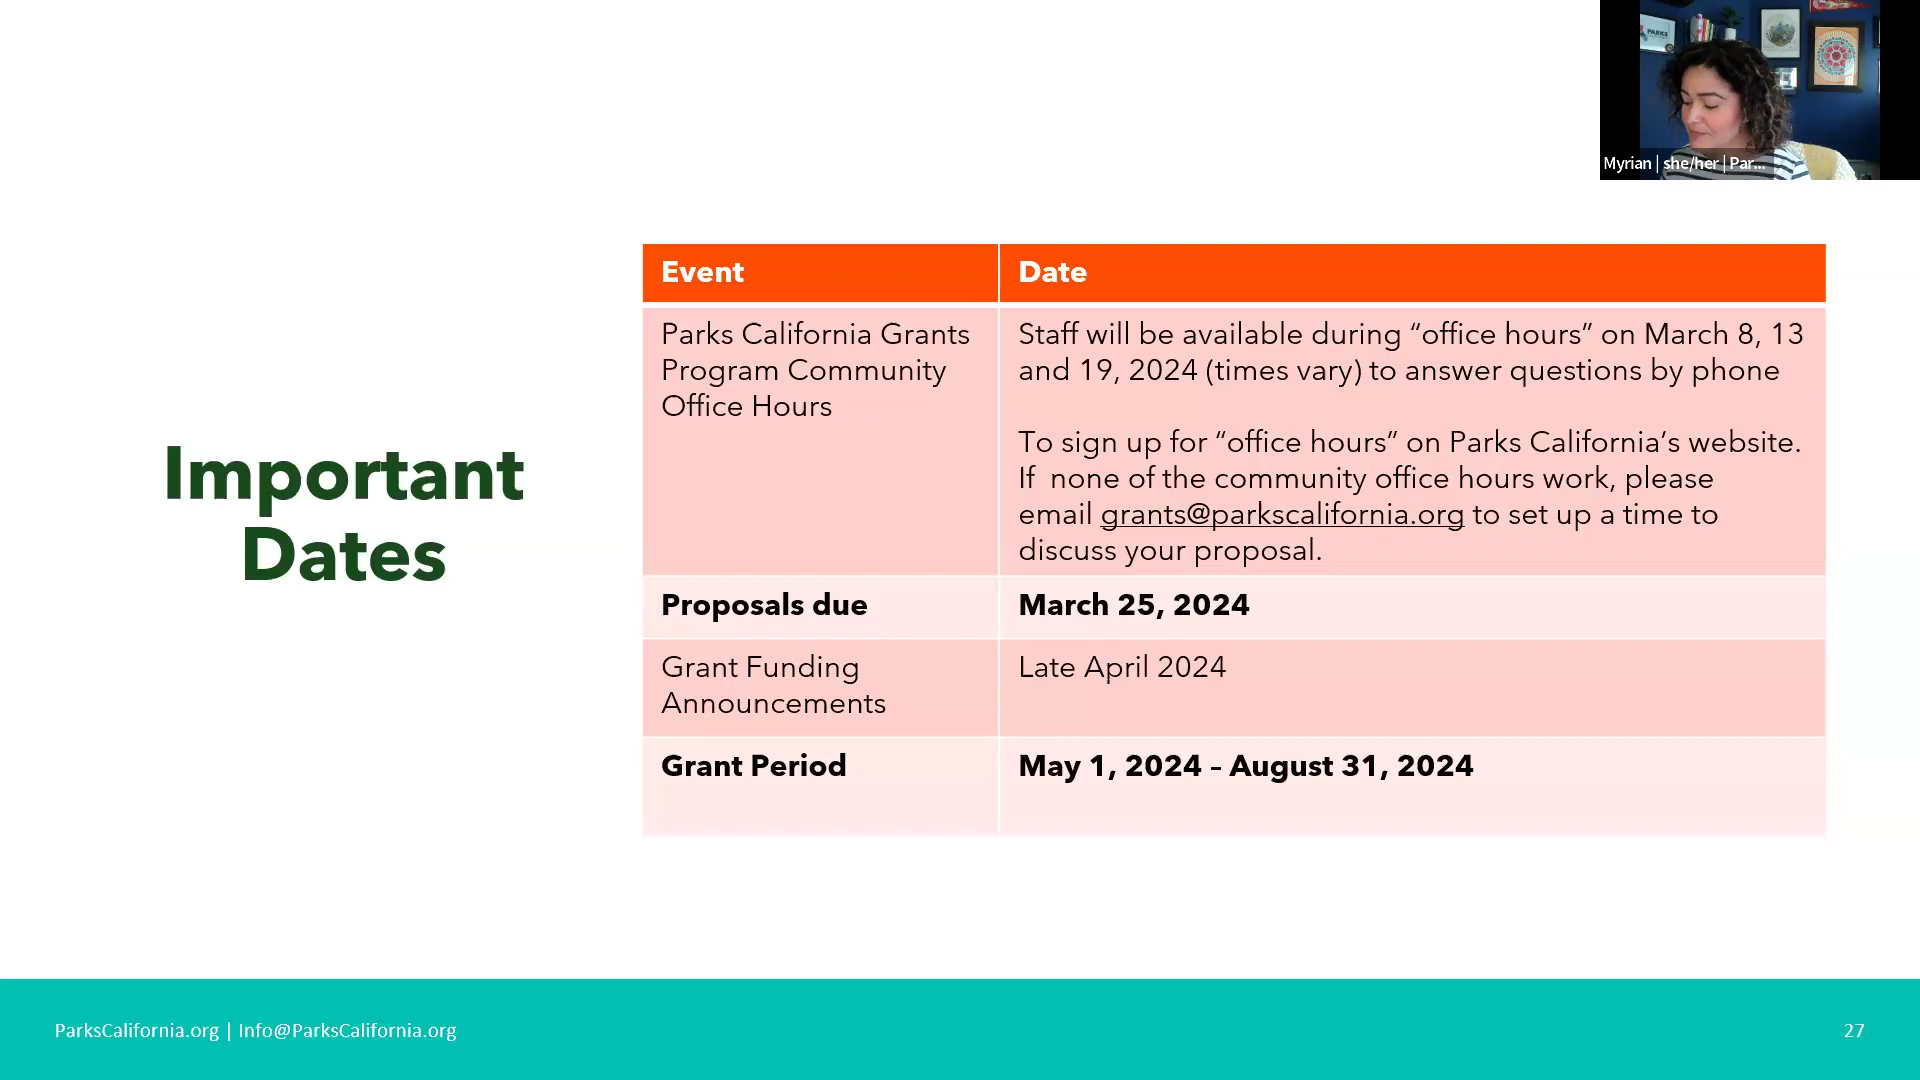 PARKS
Myrian | she/her | Par...
Event
Date
Parks California Grants
Program Community
Office Hours
Staff will be available during “office hours” on March 8, 13
and 19, 2024 (times vary) to answer questions by phone
To sign up for “office hours” on Parks California’s website.
If none of the community office hours work, please
email grants@parkscalifornia.org to set up a time to
discuss your proposal.
Important
Dates
Proposals due
March 25, 2024
Grant Funding
Announcements
Late April 2024
Grant Period
May 1, 2024 – August 31, 2024
ParksCalifornia.org | Info@ParksCalifornia.org
27